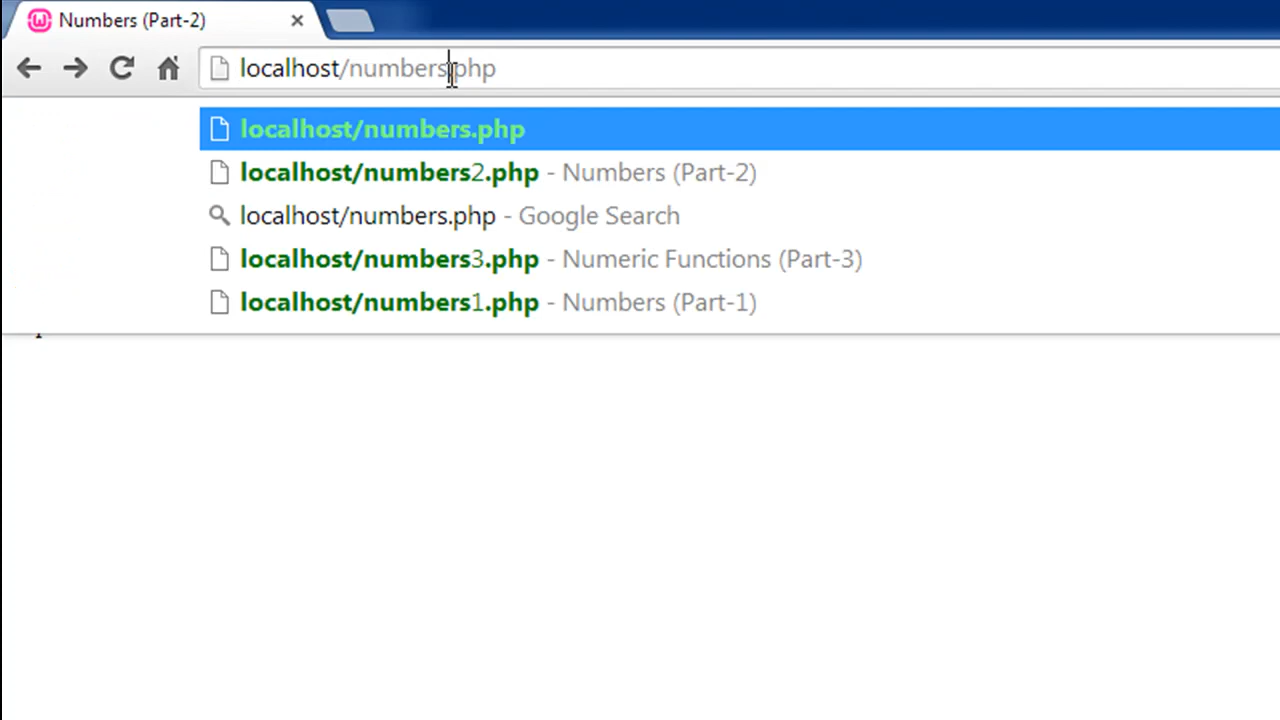 Numbers (Part-2)
localhost/numbers.php
localhost/numbers.php
localhost/numbers2.php - Numbers (Part-2)
localhost/numbers.php - Google Search
localhost/numbers3.php - Numeric Functions (Part-3)
localhost/numbers1.php - Numbers (Part-1)